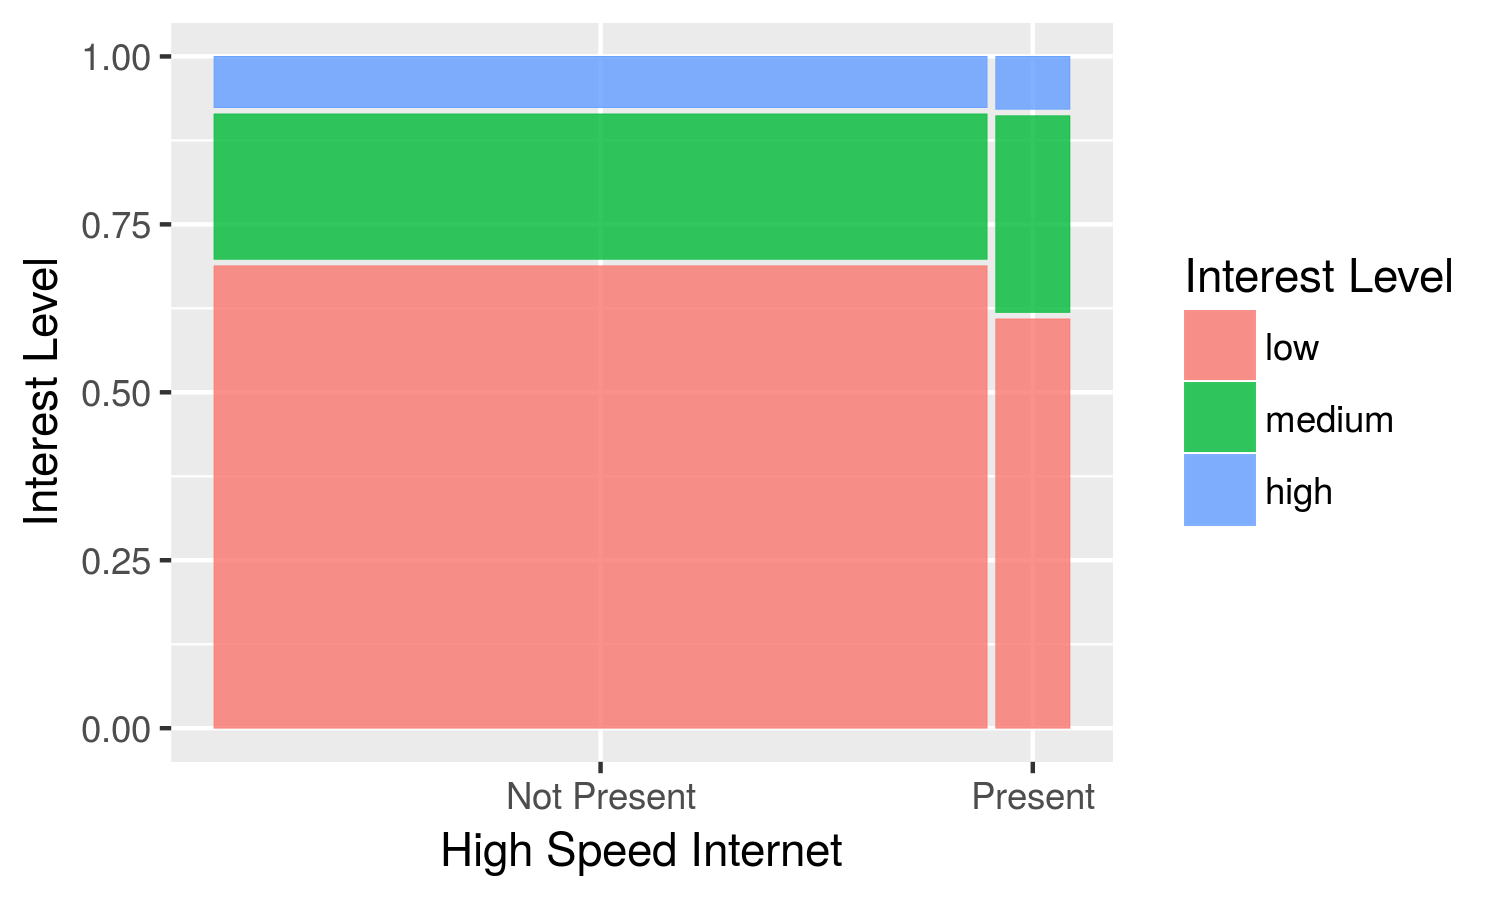 1.00
0.75
0.50
0.25
0.00
Interest Level
Not Present
Present
High Speed Internet
Interest Level
low
medium
high